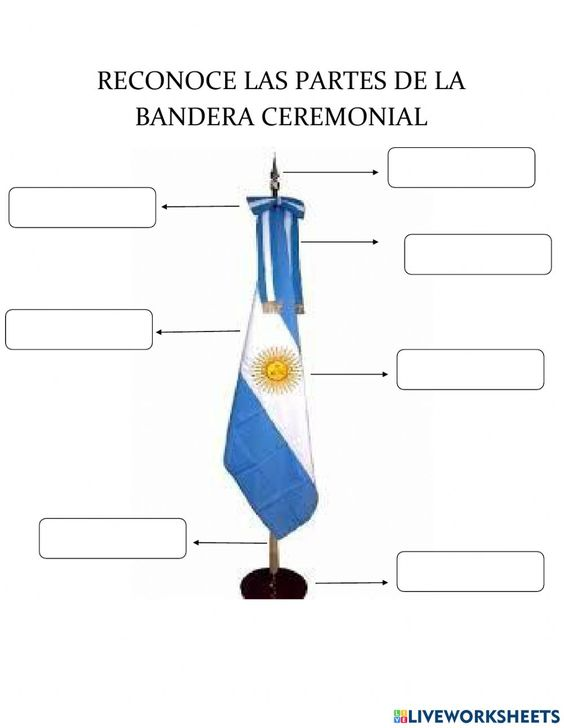 RECONOCE LAS PARTES DE LA
BANDERA CEREMONIAL
LIVEWORKSHEETS